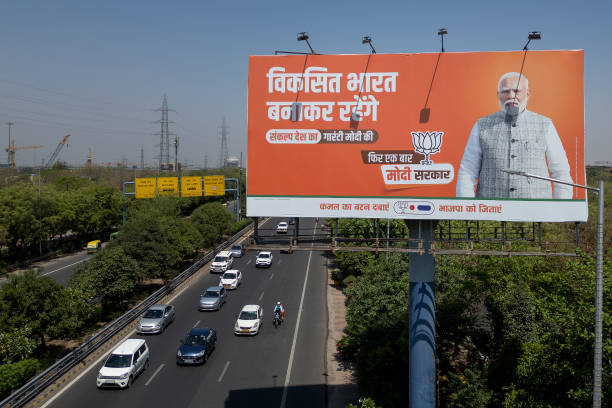 विकसित भारत
बनाकर रहेंगे
संकल्प देश का गारंटी मोदी की
फिर एक बार
मोदी सरकार
कमल का बटन दबाएं भाजपा को जिताएं